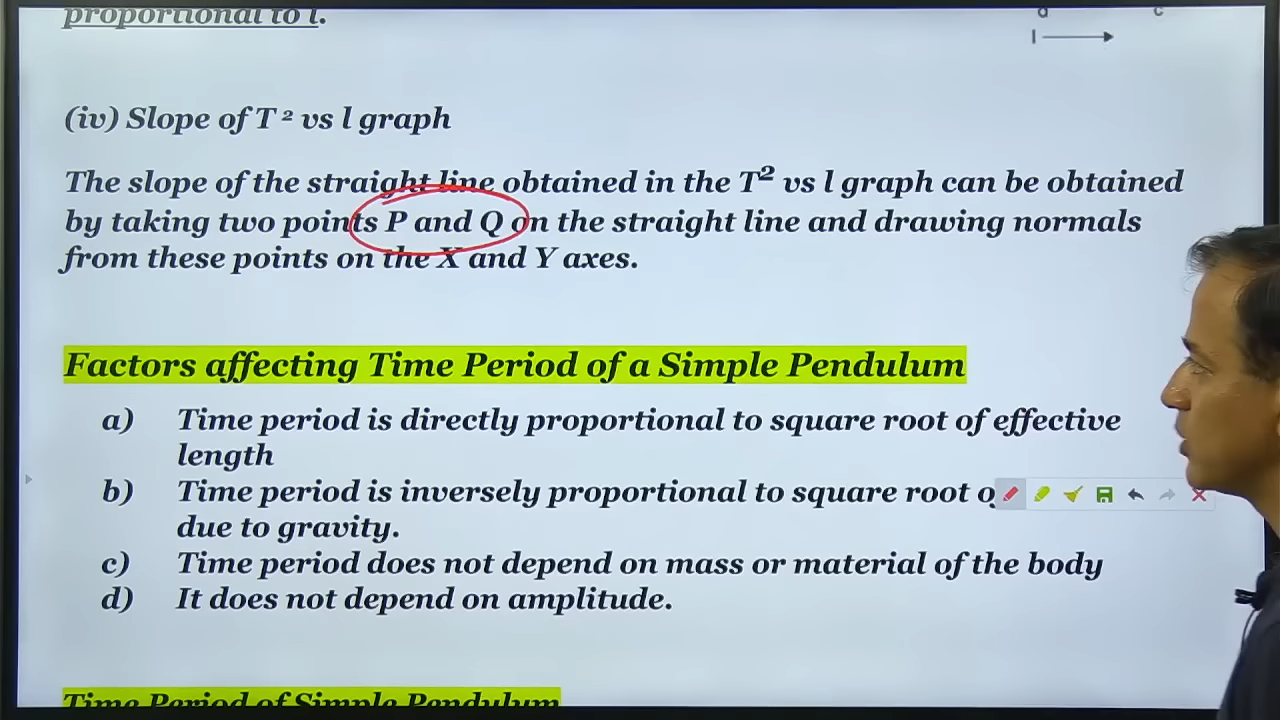 proportional to l.
l
(iv) Slope of T² vs l graph
The slope of the straight line obtained in the T² vs l graph can be obtained
by taking two points P and Q on the straight line and drawing normals
from these points on the X and Y axes.
Factors affecting Time Period of a Simple Pendulum
a) Time period is directly proportional to square root of effective
length
b) Time period is inversely proportional to square root
due to gravity.
c) Time period does not depend on mass or material of the body
d) It does not depend on amplitude.
Time Period of Simple Pendulum